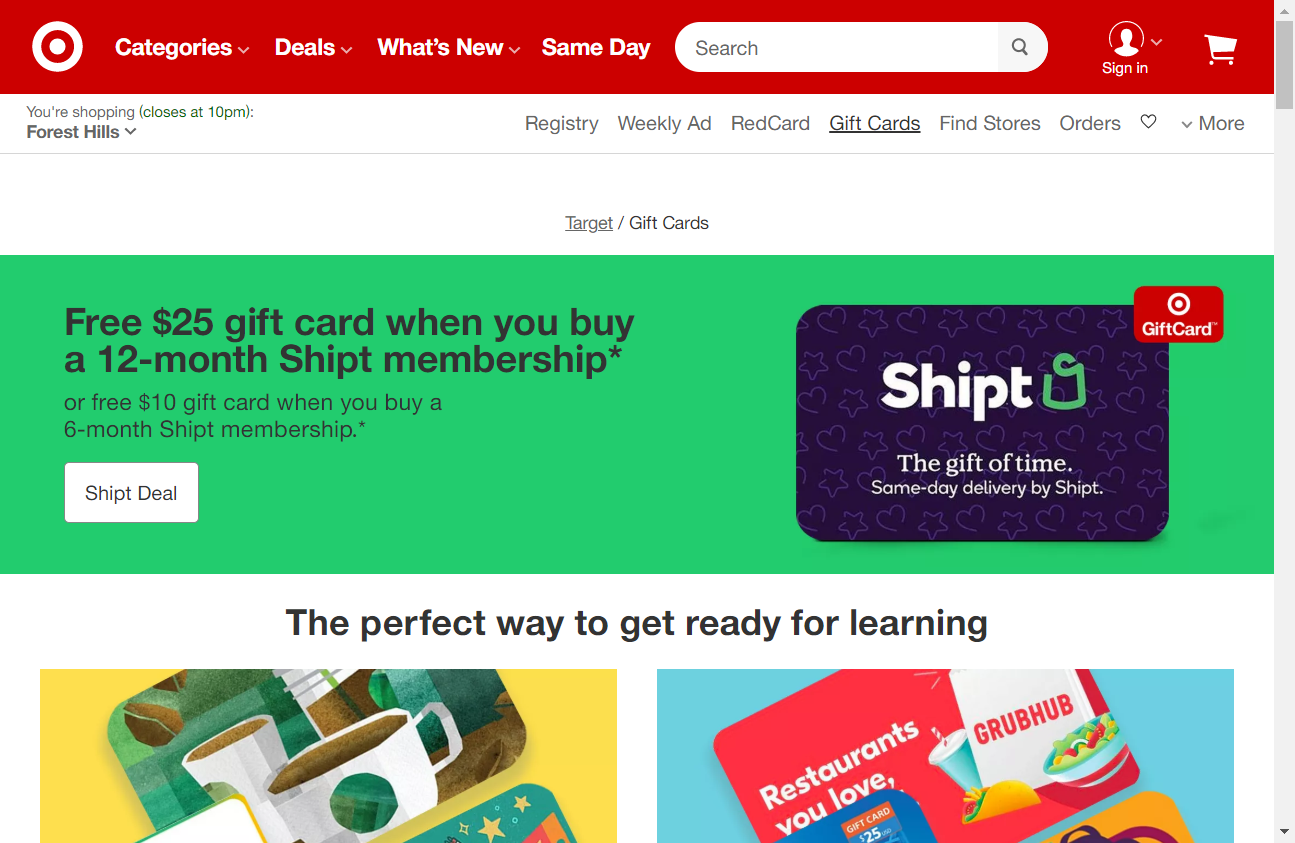 Categories
Deals
What's New
Same Day
Search
Sign in
You're shopping (closes at 10pm):
Forest Hills
Registry
Weekly Ad
RedCard
Gift Cards
Find Stores
Orders
More
Target / Gift Cards
Free $25 gift card when you buy
a 12-month Shipt membership*
or free $10 gift card when you buy a
6-month Shipt membership.*
Shipt Deal
GiftCard™
Shipt
The gift of time.
Same-day delivery by Shipt.
The perfect way to get ready for learning
Restaurants
you love,
GRUBHUB
GIFT CARD
$25 USD